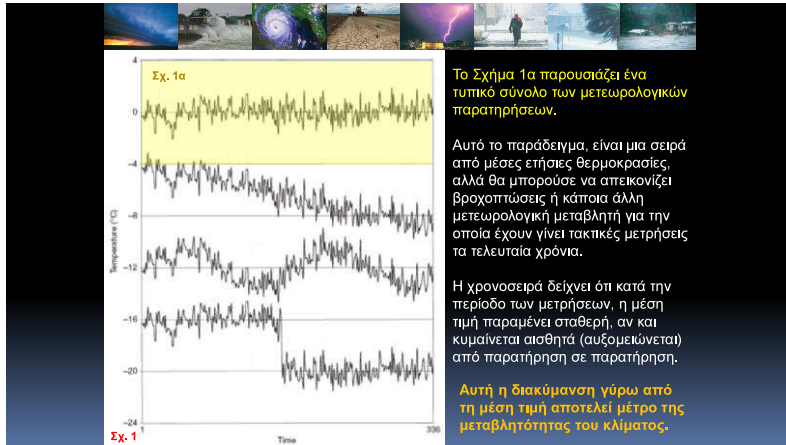 Σχ. 1α
4
0
−4
−8
−12
−16
−20
−24
Temperature (°C)
1
336
Time
Σχ. 1
Το Σχήμα 1α παρουσιάζει ένα
τυπικό σύνολο των μετεωρολογικών
παρατηρήσεων.
Αυτό το παράδειγμα, είναι μια σειρά
από μέσες ετήσιες θερμοκρασίες,
αλλά θα μπορούσε να απεικονίζει
βροχοπτώσεις ή κάποια άλλη
μετεωρολογική μεταβλητή για την
οποία έχουν γίνει τακτικές μετρήσεις
τα τελευταία χρόνια.
Η χρονοσειρά δείχνει ότι κατά την
περίοδο των μετρήσεων, η μέση
τιμή παραμένει σταθερή, αν και
κυμαίνεται αισθητά (αυξομειώνεται)
από παρατήρηση σε παρατήρηση.
Αυτή η διακύμανση γύρω από
τη μέση τιμή αποτελεί μέτρο της
μεταβλητότητας του κλίματος.